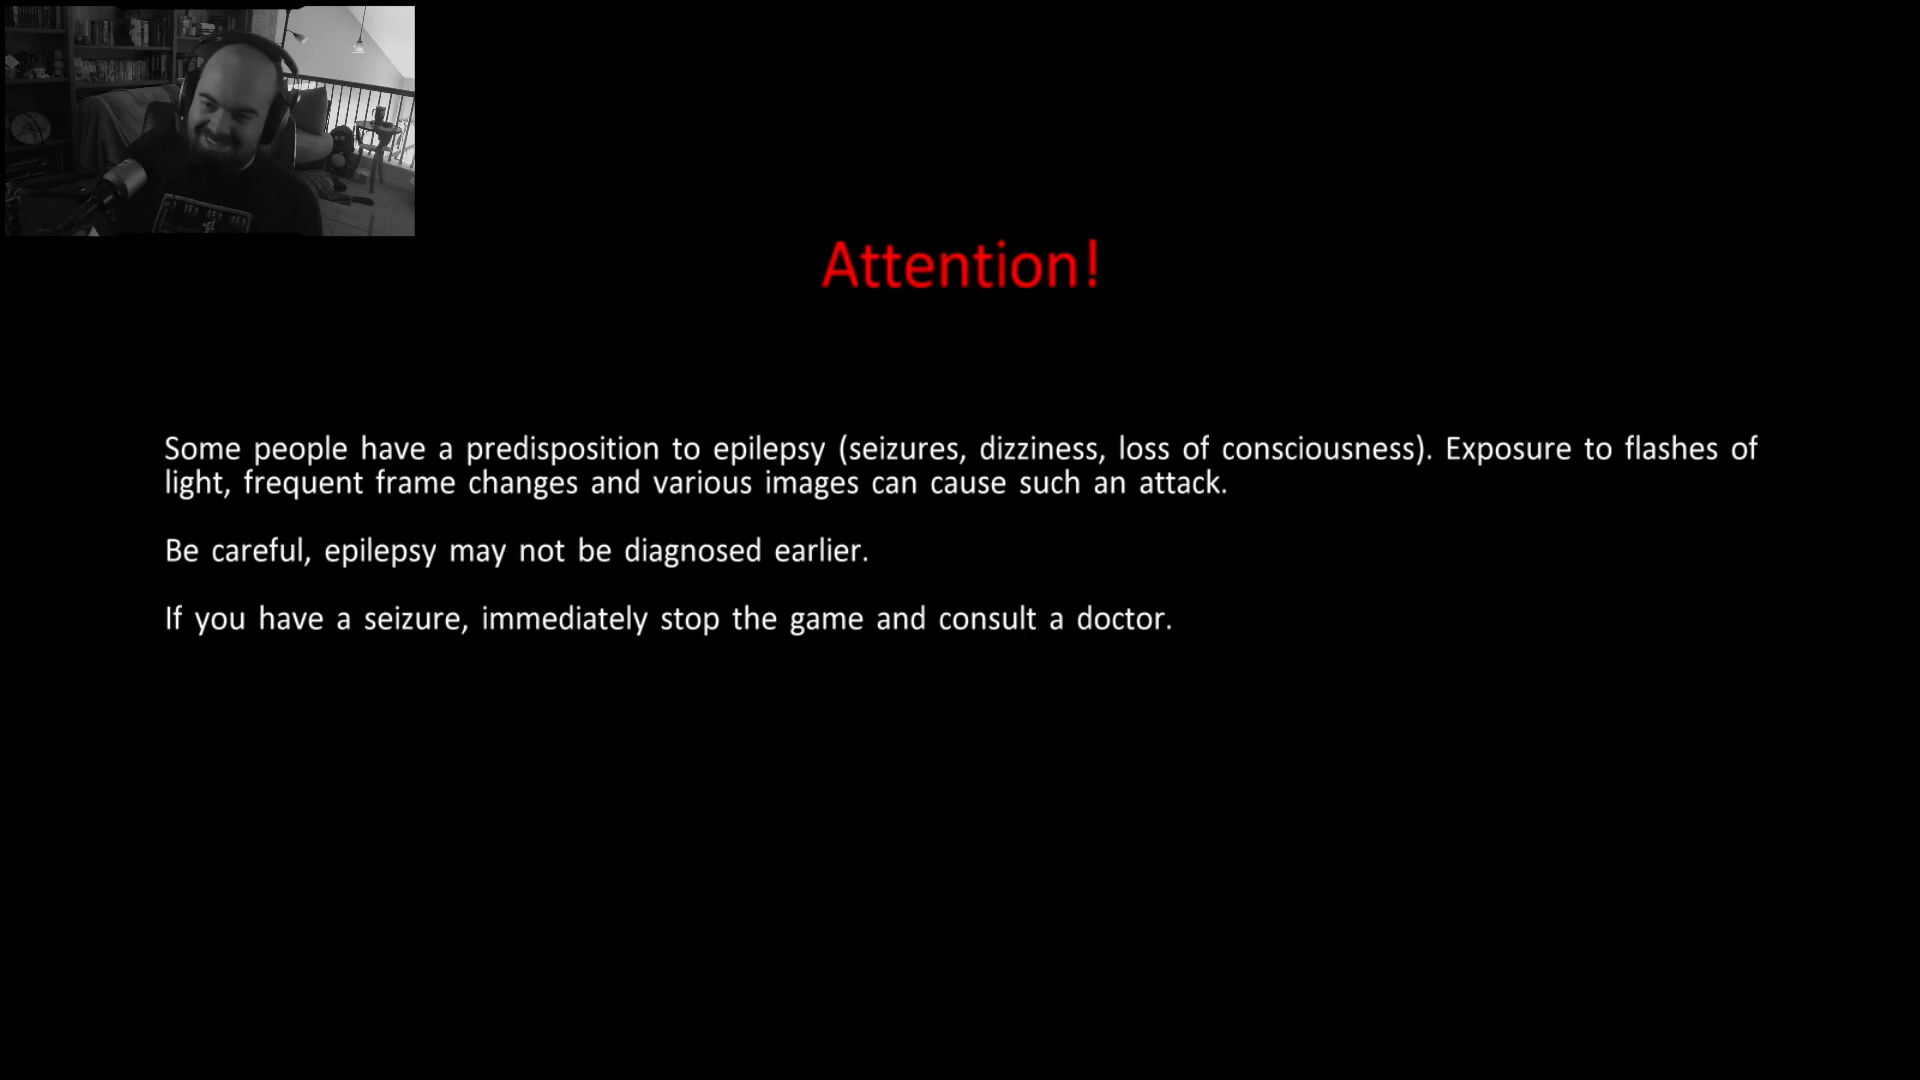 Attention!
Some people have a predisposition to epilepsy (seizures, dizziness, loss of consciousness). Exposure to flashes of
light, frequent frame changes and various images can cause such an attack.
Be careful, epilepsy may not be diagnosed earlier.
If you have a seizure, immediately stop the game and consult a doctor.